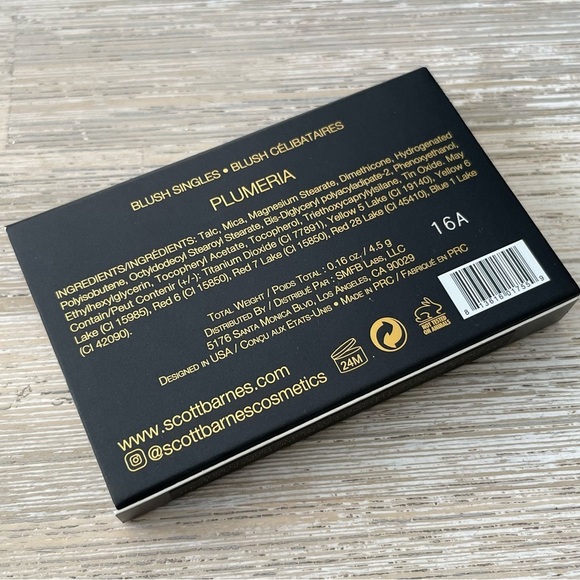 BLUSH SINGLES • BLUSH CÉLIBATAIRES
PLUMERIA
INGREDIENTS/INGRÉDIENTS: Talc, Mica, Magnesium Stearate, Dimethicone, Hydrogenated
Polyisobutene, Octyldodecyl Stearoyl Stearate, Bis-Diglyceryl polyacyladipate-2, Phenoxyethanol,
Ethylhexylglycerin, Tocopheryl Acetate, Tocopherol, Triethoxycaprylylsilane, Tin Oxide. May
Contain/Paut Contenir (+/-): Titanium Dioxide (CI 77891), Yellow 5 Lake (CI 19140), Yellow 6
Lake (CI 15985), Red 6 (CI 15850), Red 7 Lake (CI 15850), Red 28 Lake (CI 45410), Blue 1 Lake
(CI 42090).
16A
Total Weight / Poids Total: 0.16 oz. / 4.5 g
Distributed By / Distribué Par: SMFB Labs, LLC
5176 Santa Monica Blvd, Los Angeles, CA 90029
Designed in USA / Conçu aux Etats-Unis • Made in PRC / Fabriqué en PRC
24M
NOT TESTED
ON ANIMALS
www.scottbarnes.com
@scottbarnescosmetics